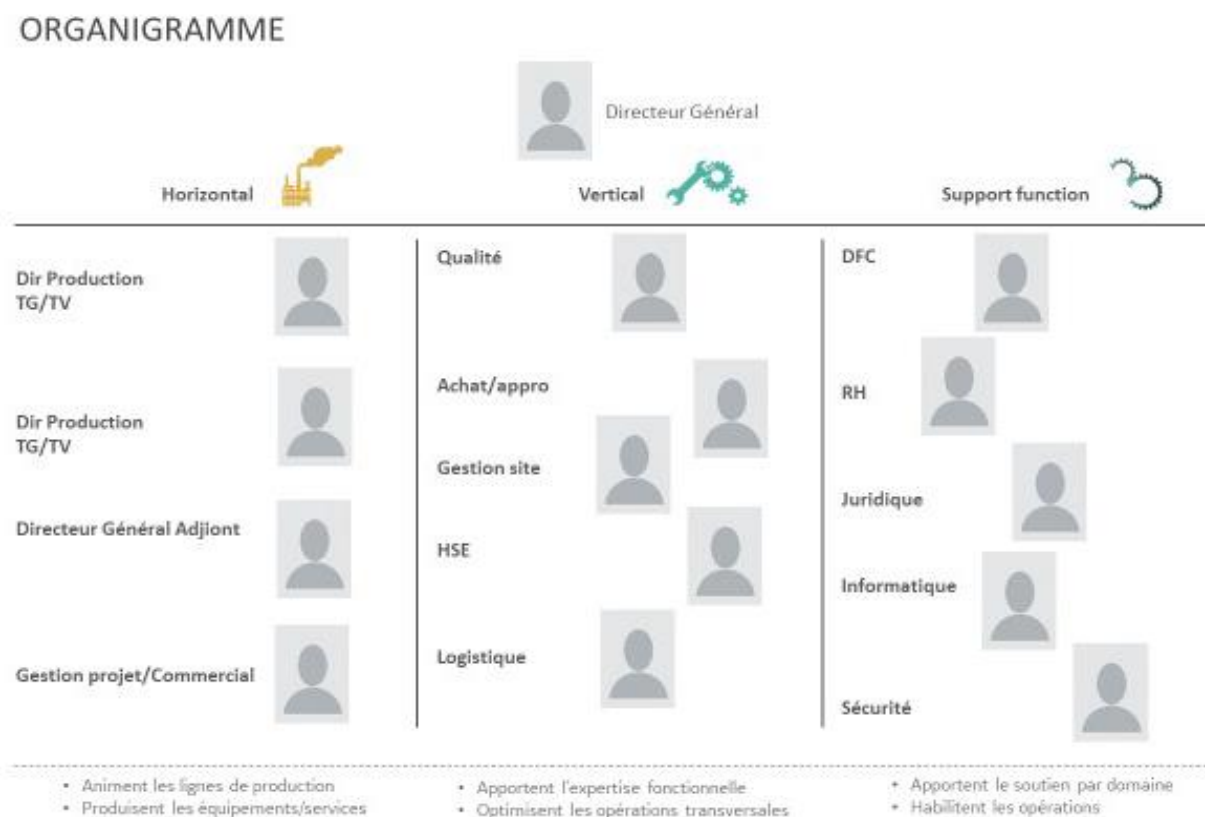 ORGANIGRAMME
Directeur Général
Horizontal
Vertical
Support function
Dir Production
TG/TV
Dir Production
TG/TV
Directeur Général Adjiont
Gestion projet/Commercial
Qualité
Achat/appro
Gestion site
HSE
Logistique
DFC
RH
Juridique
Informatique
Sécurité
• Animent les lignes de production
• Produisent les équipements/services
• Apportent l'expertise fonctionnelle
• Optimisent les opérations transversales
• Apportent le soutien par domaine
• Habilitent les opérations